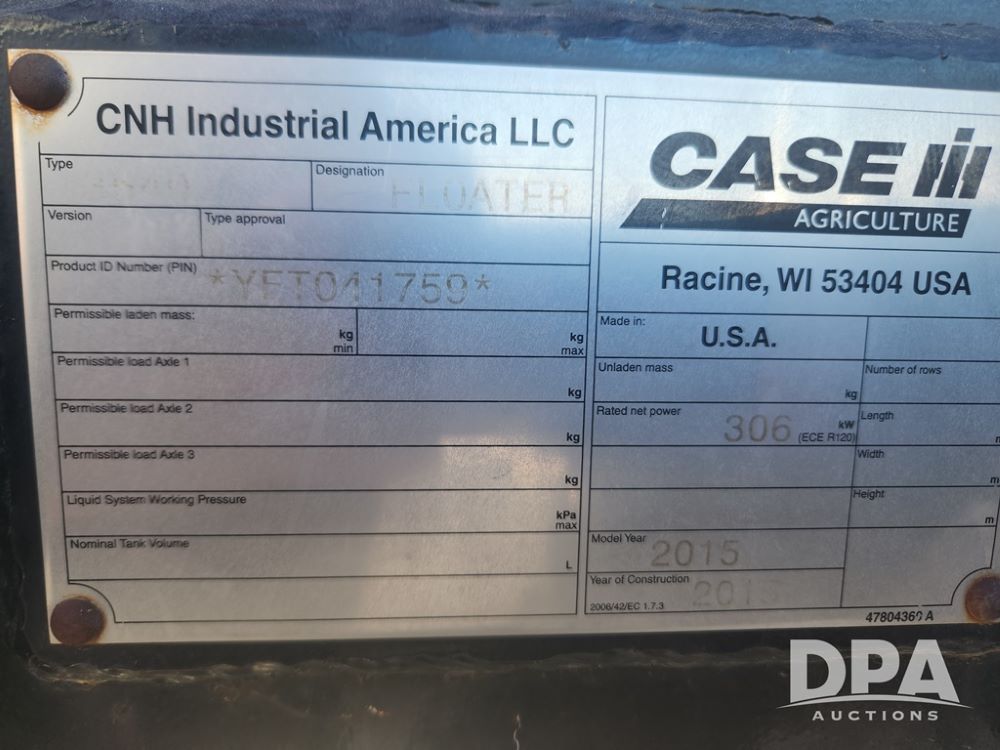 CNH Industrial America LLC
Type
Designation
FLOATER
Version
Type approval
Product ID Number (PIN)
*YFT041759*
Permissible laden mass:
kg
min
kg
max
Permissible load Axle 1
kg
Permissible load Axle 2
kg
Permissible load Axle 3
kg
Liquid System Working Pressure
kPa
max
Nominal Tank Volume
L
CASE IH
AGRICULTURE
Racine, WI 53404 USA
Made in:
U.S.A.
Unladen mass
kg
Number of rows
Rated net power
306 kW
(ECE R120)
Length
Width
m
Height
m
Model Year
2015
Year of Construction
2006/42/EC 1.7.3
47804360 A
DPA
AUCTIONS